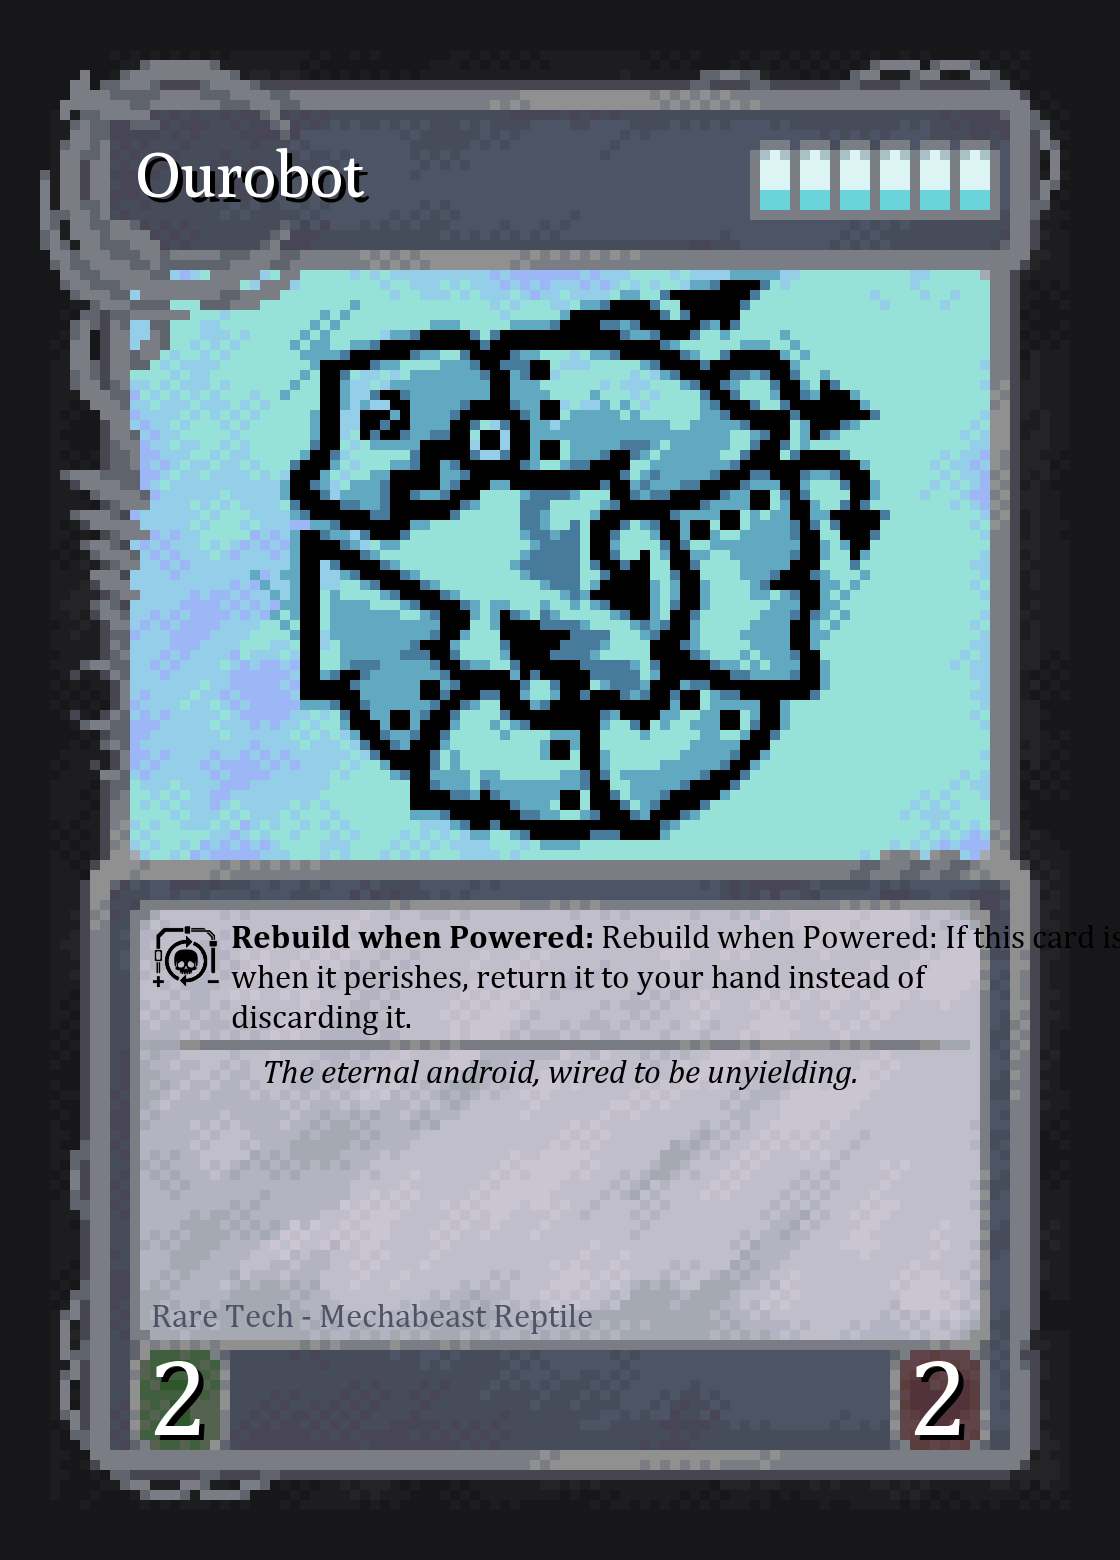 Ourobot
Rebuild when Powered: Rebuild when Powered: If this card is
when it perishes, return it to your hand instead of
discarding it.
The eternal android, wired to be unyielding.
Rare Tech - Mechabeast Reptile
2
2